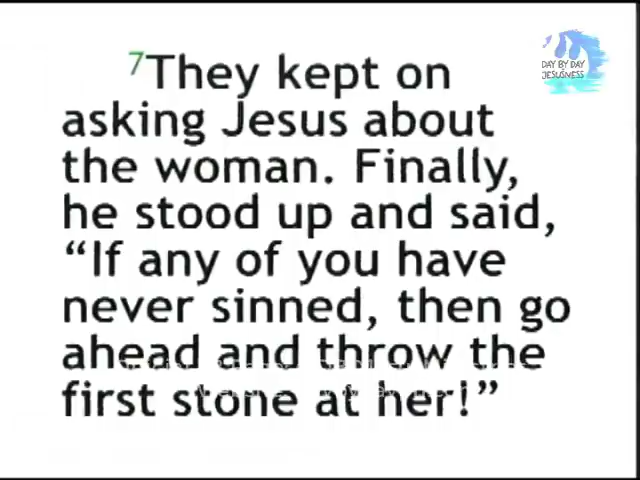 DAY BY DAY
JESUSNESS
7They kept on
asking Jesus about
the woman. Finally,
he stood up and said,
“If any of you have
never sinned, then go
ahead and throw the
first stone at her!”